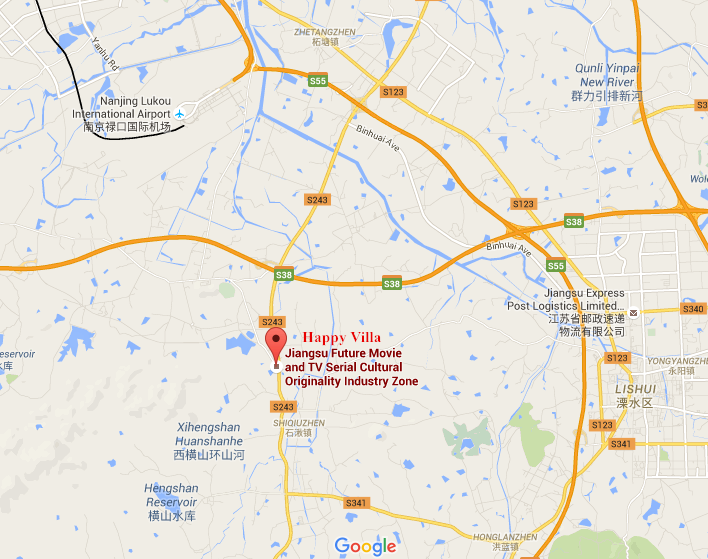 ZHETANGZHEN
柘塘镇
Yanhu Rd
Qunli Yinpai
New River
群力引排新河
S55
S123
Nanjing Lukou
International Airport
南京禄口国际机场
Binhuai Ave
S243
S123
S38
Binhuai Ave
S38
S38
S55
Jiangsu Express
Post Logistics Limited...
江苏省邮政速递
物流有限公司
S340
S243
Happy Villa
Jiangsu Future Movie
and TV Serial Cultural
Originality Industry Zone
Reservoir
水库
S123
YONGYANGZHEN
永阳镇
LISHUI
溧水区
S243
SHIQIUZHEN
石湫镇
Xihengshan
Huanshanhe
西横山环山河
S123
S341
Hengshan
Reservoir
横山水库
S341
HONGLANZHEN
洪蓝镇
Google